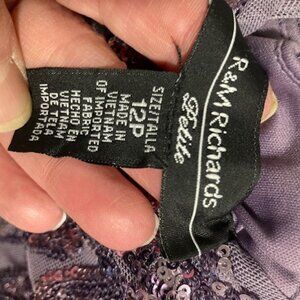 R&M Richards
Petite
SIZE/TALLA
12P
MADE IN
VIETNAM
OF IMPORTED
FABRIC
HECHO EN
VIETNAM
DE TELA
IMPORTADA